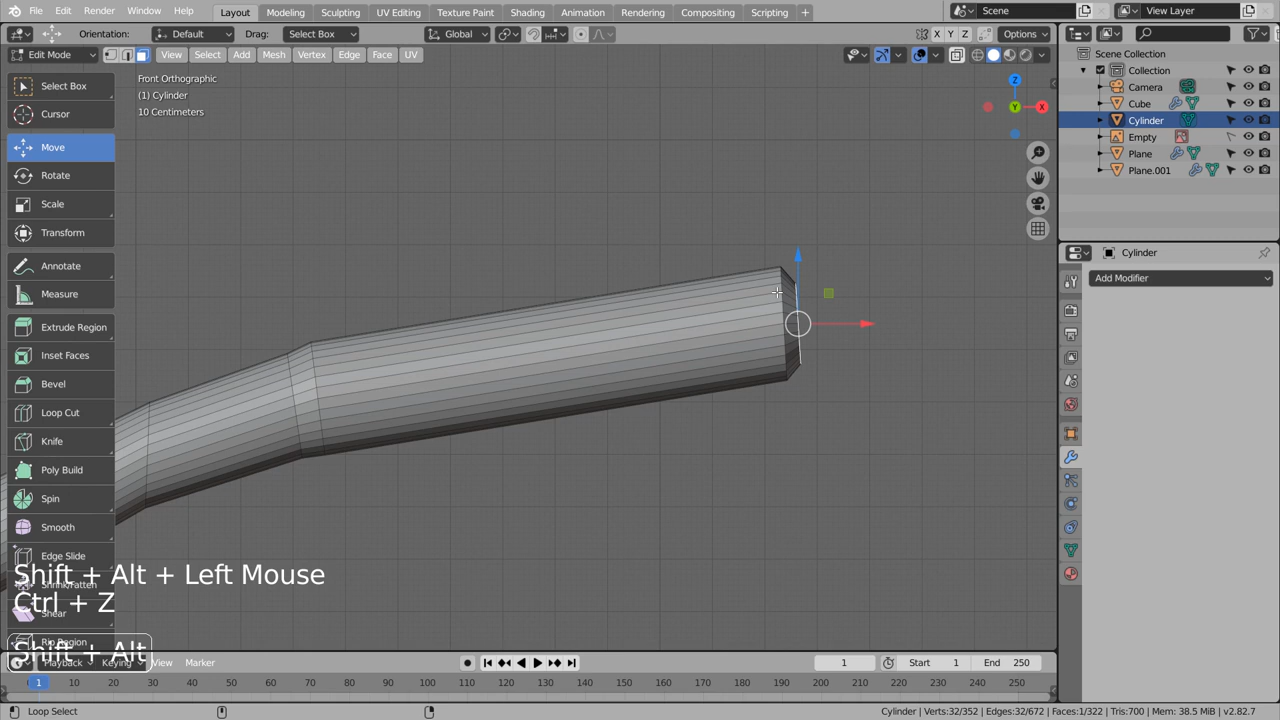 File Edit Render Window Help Layout Modeling Sculpting UV Editing Texture Paint Shading Animation Rendering Compositing Scripting + Scene View Layer
Orientation: Default Drag: Select Box Global X Y Z Options
Edit Mode View Select Add Mesh Vertex Edge Face UV
Scene Collection
Collection
Camera
Cube
Cylinder
Empty
Plane
Plane.001
Front Orthographic
(1) Cylinder
10 Centimeters
Z
Y
X
Select Box
Cursor
Move
Rotate
Scale
Transform
Annotate
Measure
Extrude Region
Inset Faces
Bevel
Loop Cut
Knife
Poly Build
Spin
Smooth
Edge Slide
Shrink/Fatten
Shear
Rip Region
Shift + Alt + Left Mouse
Ctrl + Z
Shift + Alt
Cylinder
Add Modifier
Playback Keying View Marker 1 Start 1 End 250
1 10 20 30 40 50 60 70 80 90 100 110 120 130 140 150 160 170 180 190 200 210 220 230 240 250
Loop Select Cylinder | Verts:32/352 | Edges:32/672 | Faces:1/322 | Tris:700 | Mem: 38.5 MiB | v2.82.7